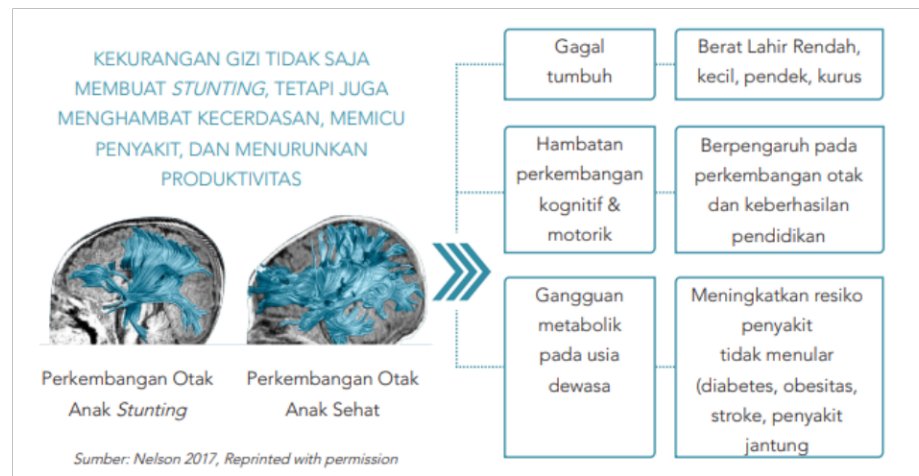 KEKURANGAN GIZI TIDAK SAJA
MEMBUAT STUNTING, TETAPI JUGA
MENGHAMBAT KECERDASAN, MEMICU
PENYAKIT, DAN MENURUNKAN
PRODUKTIVITAS
Perkembangan Otak
Anak Stunting
Perkembangan Otak
Anak Sehat
Sumber: Nelson 2017, Reprinted with permission
Gagal
tumbuh
Berat Lahir Rendah,
kecil, pendek, kurus
Hambatan
perkembangan
kognitif &
motorik
Berpengaruh pada
perkembangan otak
dan keberhasilan
pendidikan
Gangguan
metabolik
pada usia
dewasa
Meningkatkan resiko
penyakit
tidak menular
(diabetes, obesitas,
stroke, penyakit
jantung